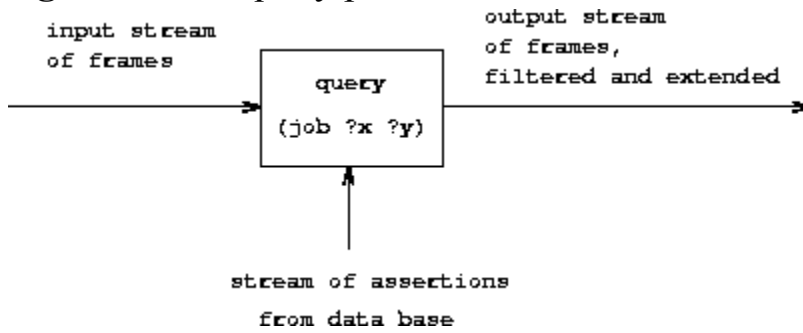 input stream
of frames
output stream
of frames,
filtered and extended
query
(job ?x ?y)
stream of assertions
from data base